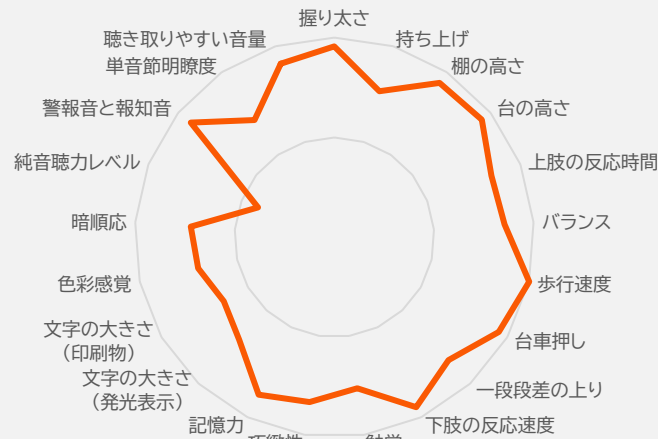 握り太さ
持ち上げ
棚の高さ
台の高さ
上肢の反応時間
バランス
歩行速度
台車押し
一段段差の上り
下肢の反応速度
記憶力
文字の大きさ
（発光表示）
文字の大きさ
（印刷物）
色彩感覚
暗順応
純音聴力レベル
警報音と報知音
単音節明瞭度
聴き取りやすい音量